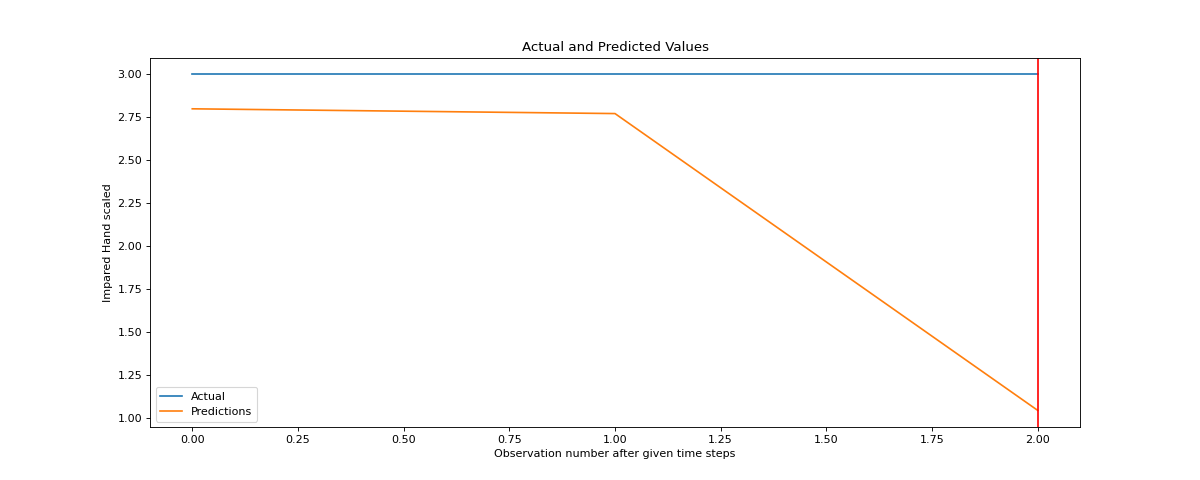 Actual and Predicted Values
3.00
2.75
2.50
2.25
2.00
1.75
1.50
1.25
1.00
Impared Hand scaled
Actual
Predictions
0.00 0.25 0.50 0.75 1.00 1.25 1.50 1.75 2.00
Observation number after given time steps